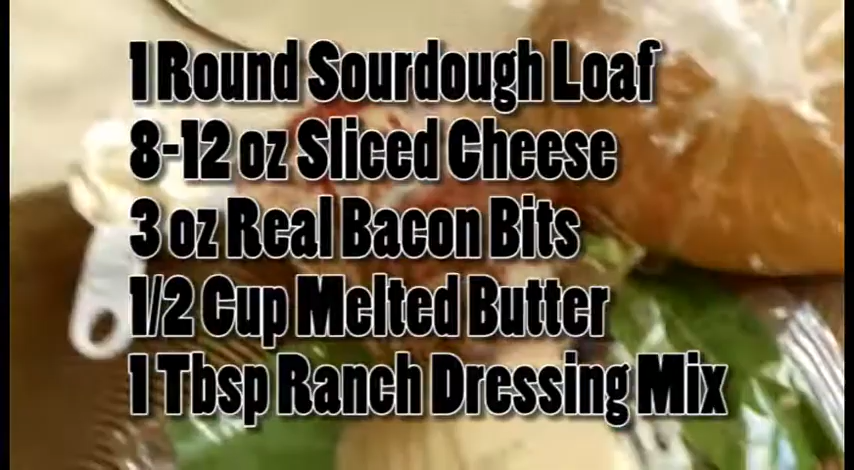 1 Round Sourdough Loaf
8-12 oz Sliced Cheese
3 oz Real Bacon Bits
1/2 Cup Melted Butter
1 Tbsp Ranch Dressing Mix